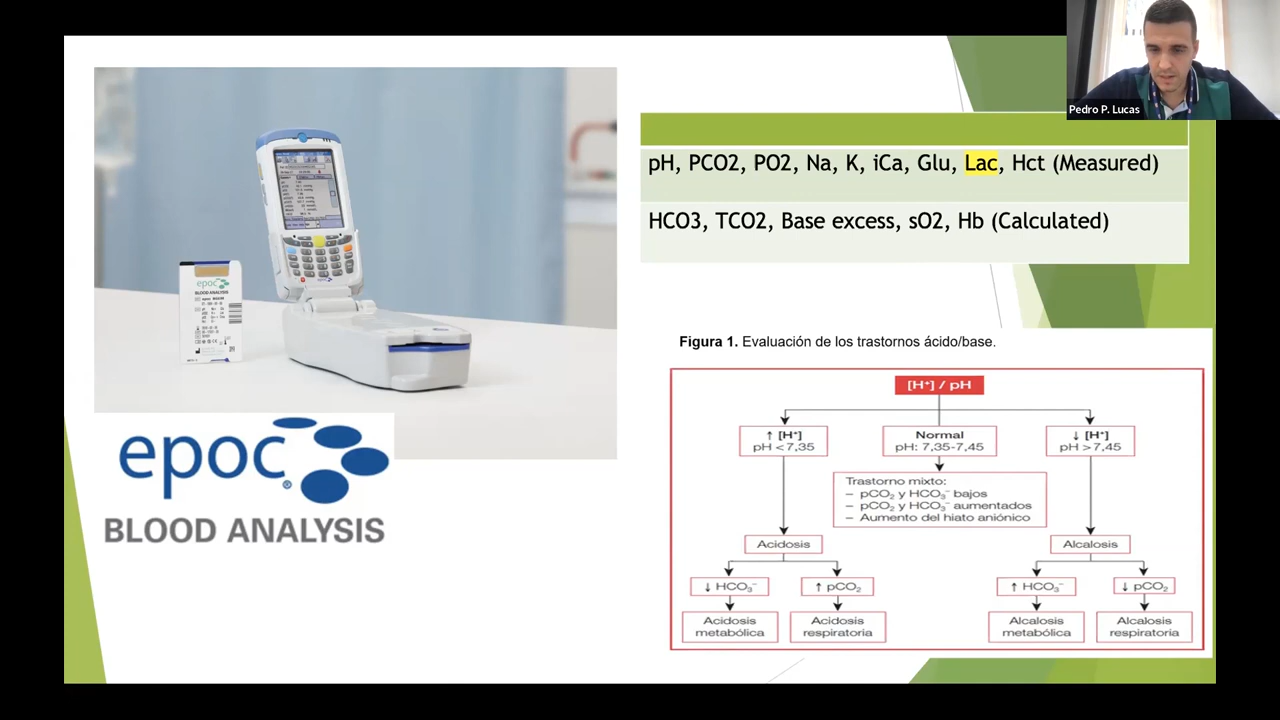 Pedro P. Lucas
pH, PCO2, PO2, Na, K, iCa, Glu, Lac, Hct (Measured)
HCO3, TCO2, Base excess, sO2, Hb (Calculated)
epoc
BLOOD ANALYSIS
epoc®
BLOOD ANALYSIS
Figura 1. Evaluación de los trastornos ácido/base.
[H⁺] / pH
↑ [H⁺]
pH < 7,35
Normal
pH: 7,35-7,45
↓ [H⁺]
pH > 7,45
Trastorno mixto:
– pCO₂ y HCO₃⁻ bajos
– pCO₂ y HCO₃⁻ aumentados
– Aumento del hiato aniónico
Acidosis
Alcalosis
↓ HCO₃⁻
↑ pCO₂
↑ HCO₃⁻
↓ pCO₂
Acidosis
metabólica
Acidosis
respiratoria
Alcalosis
metabólica
Alcalosis
respiratoria